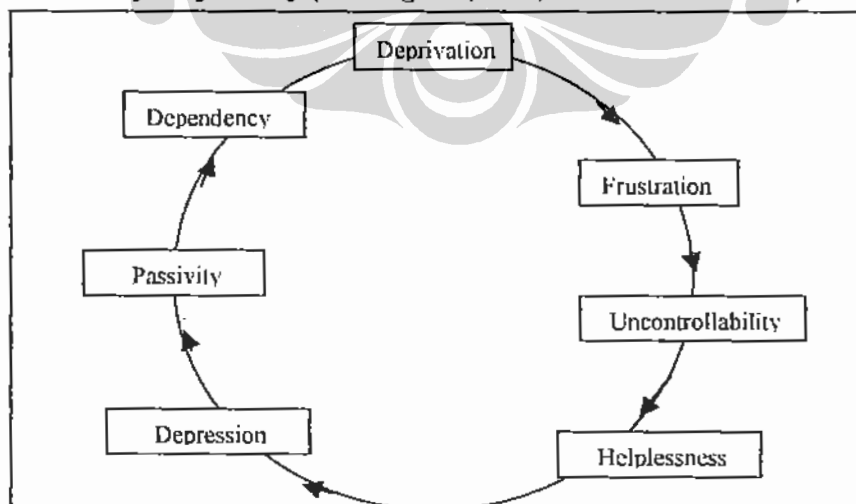 Deprivation
Dependency
Frustration
Passivity
Uncontrollability
Depression
Helplessness